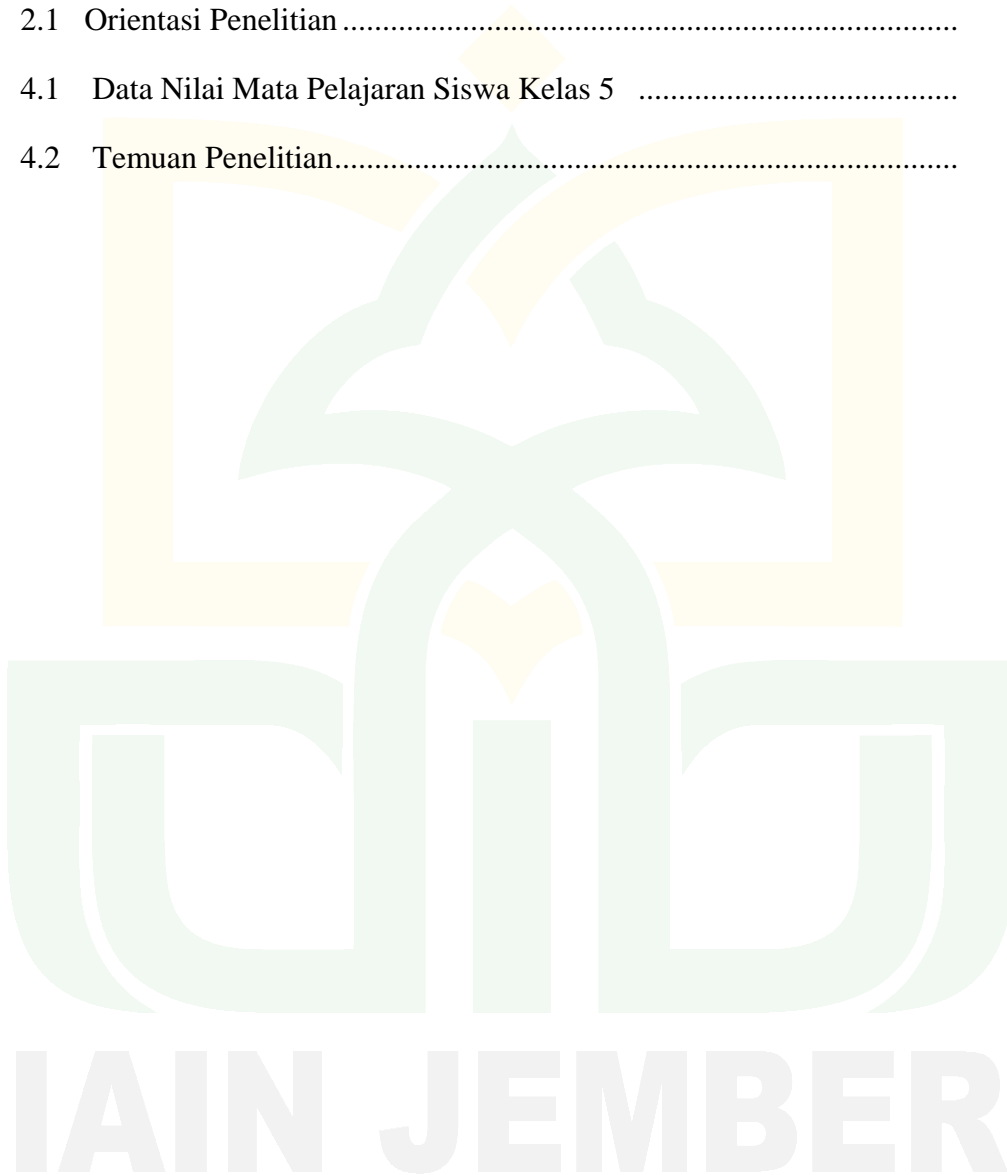 2.1 Orientasi Penelitian .............................................................................
4.1 Data Nilai Mata Pelajaran Siswa Kelas 5 ........................................
4.2 Temuan Penelitian..............................................................................
IAIN JEMBER